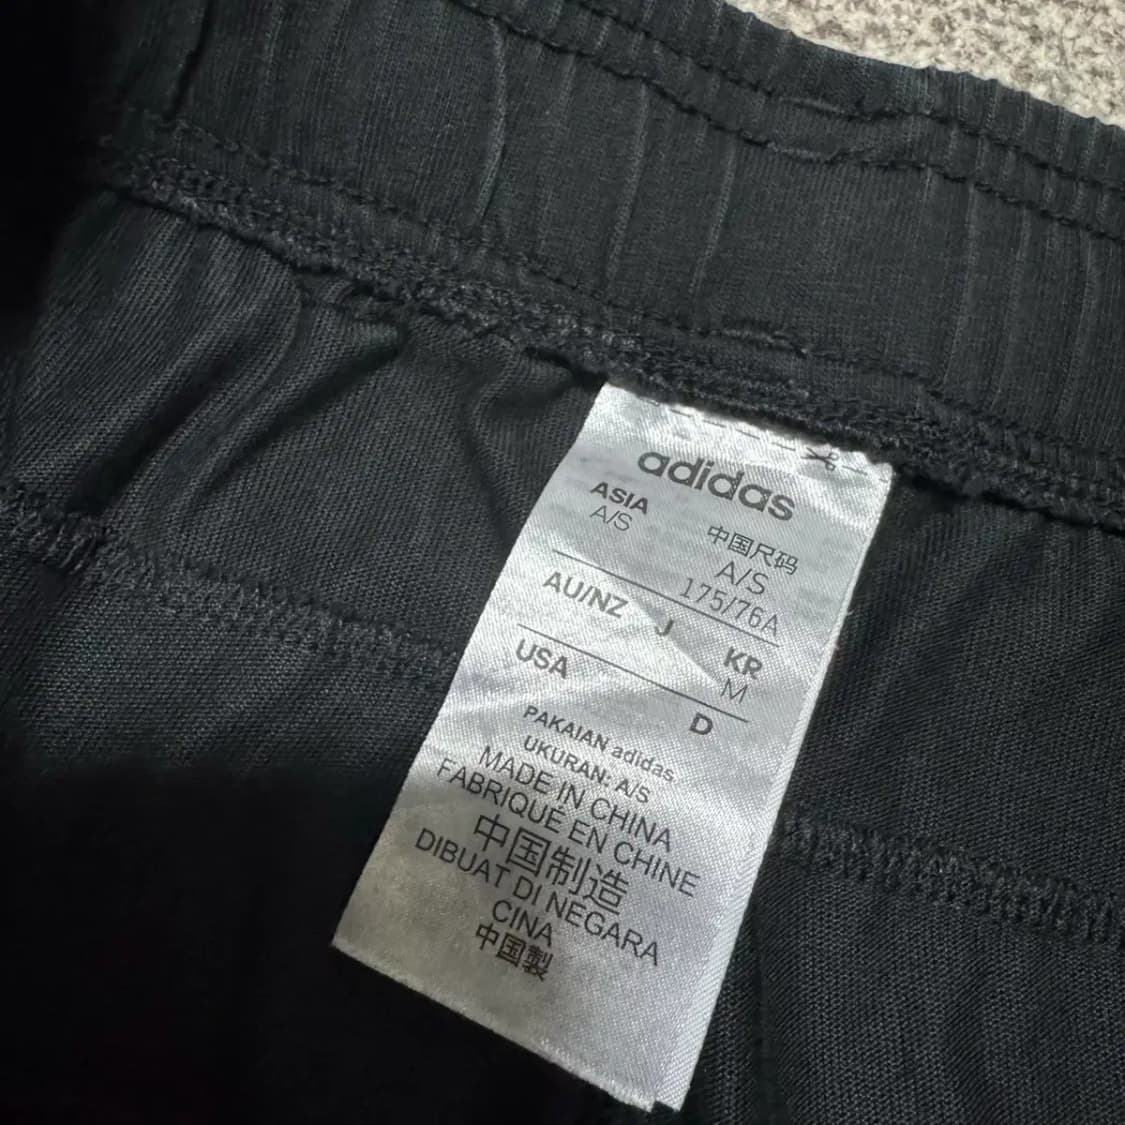 adidas
ASIA
A/S
中国尺码
A/S
175/76A
AU/NZ
J
KR
M
USA
D
PAKAIAN adidas.
UKURAN: A/S
MADE IN CHINA
FABRIQUE EN CHINE
中国制造
DIBUAT DI NEGARA
CINA
中国製